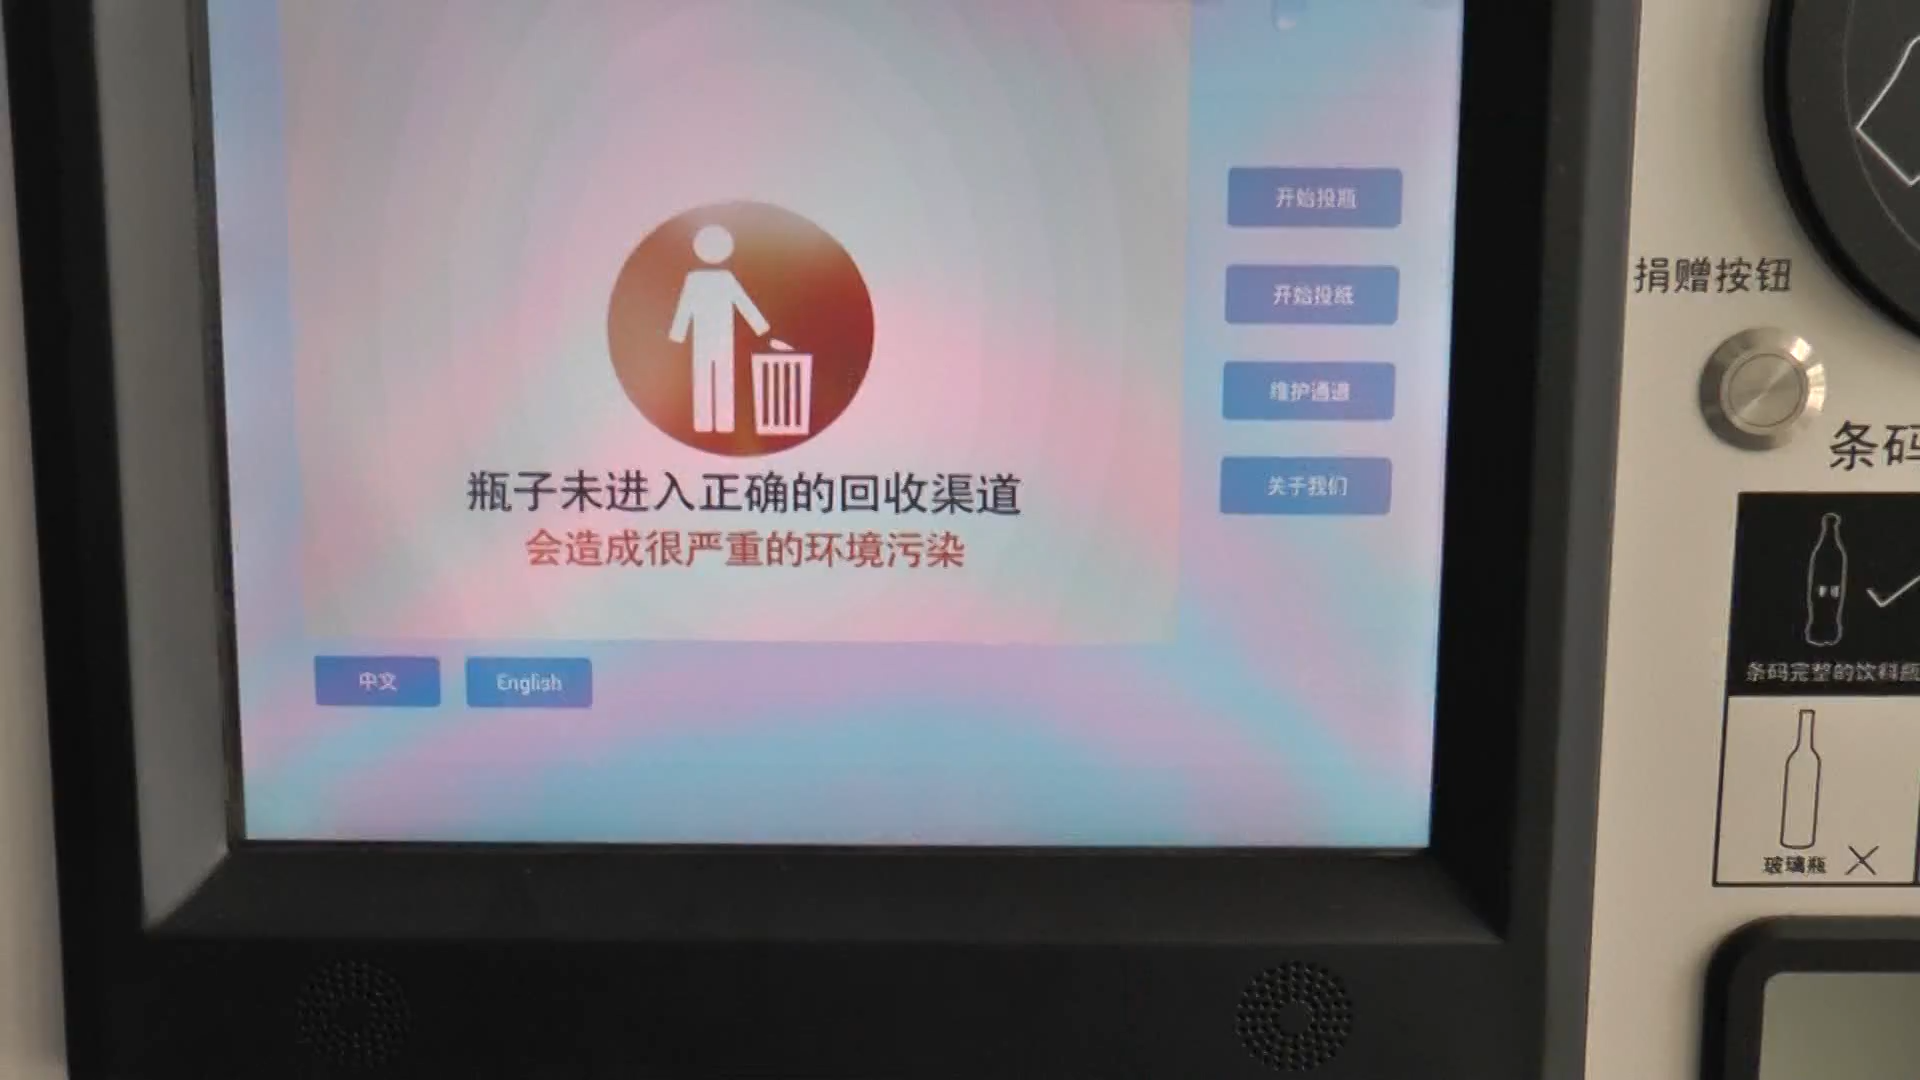 开始投瓶
开始投纸
维护通道
关于我们
瓶子未进入正确的回收渠道
会造成很严重的环境污染
中文
English
捐赠按钮
条码
条码完整的饮料瓶
玻璃瓶